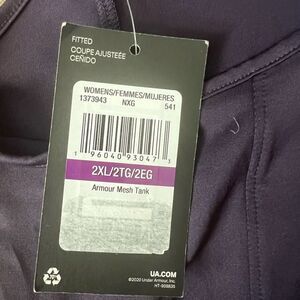 FITTED
COUPE AJUSTEÉE
CEÑIDO
WOMENS/FEMMES/MUJERES
1373943 NXG 541
1 96040 93047 3
2XL/2TG/2EG
Armour Mesh Tank
UA.COM
©2020 Under Armour, Inc.